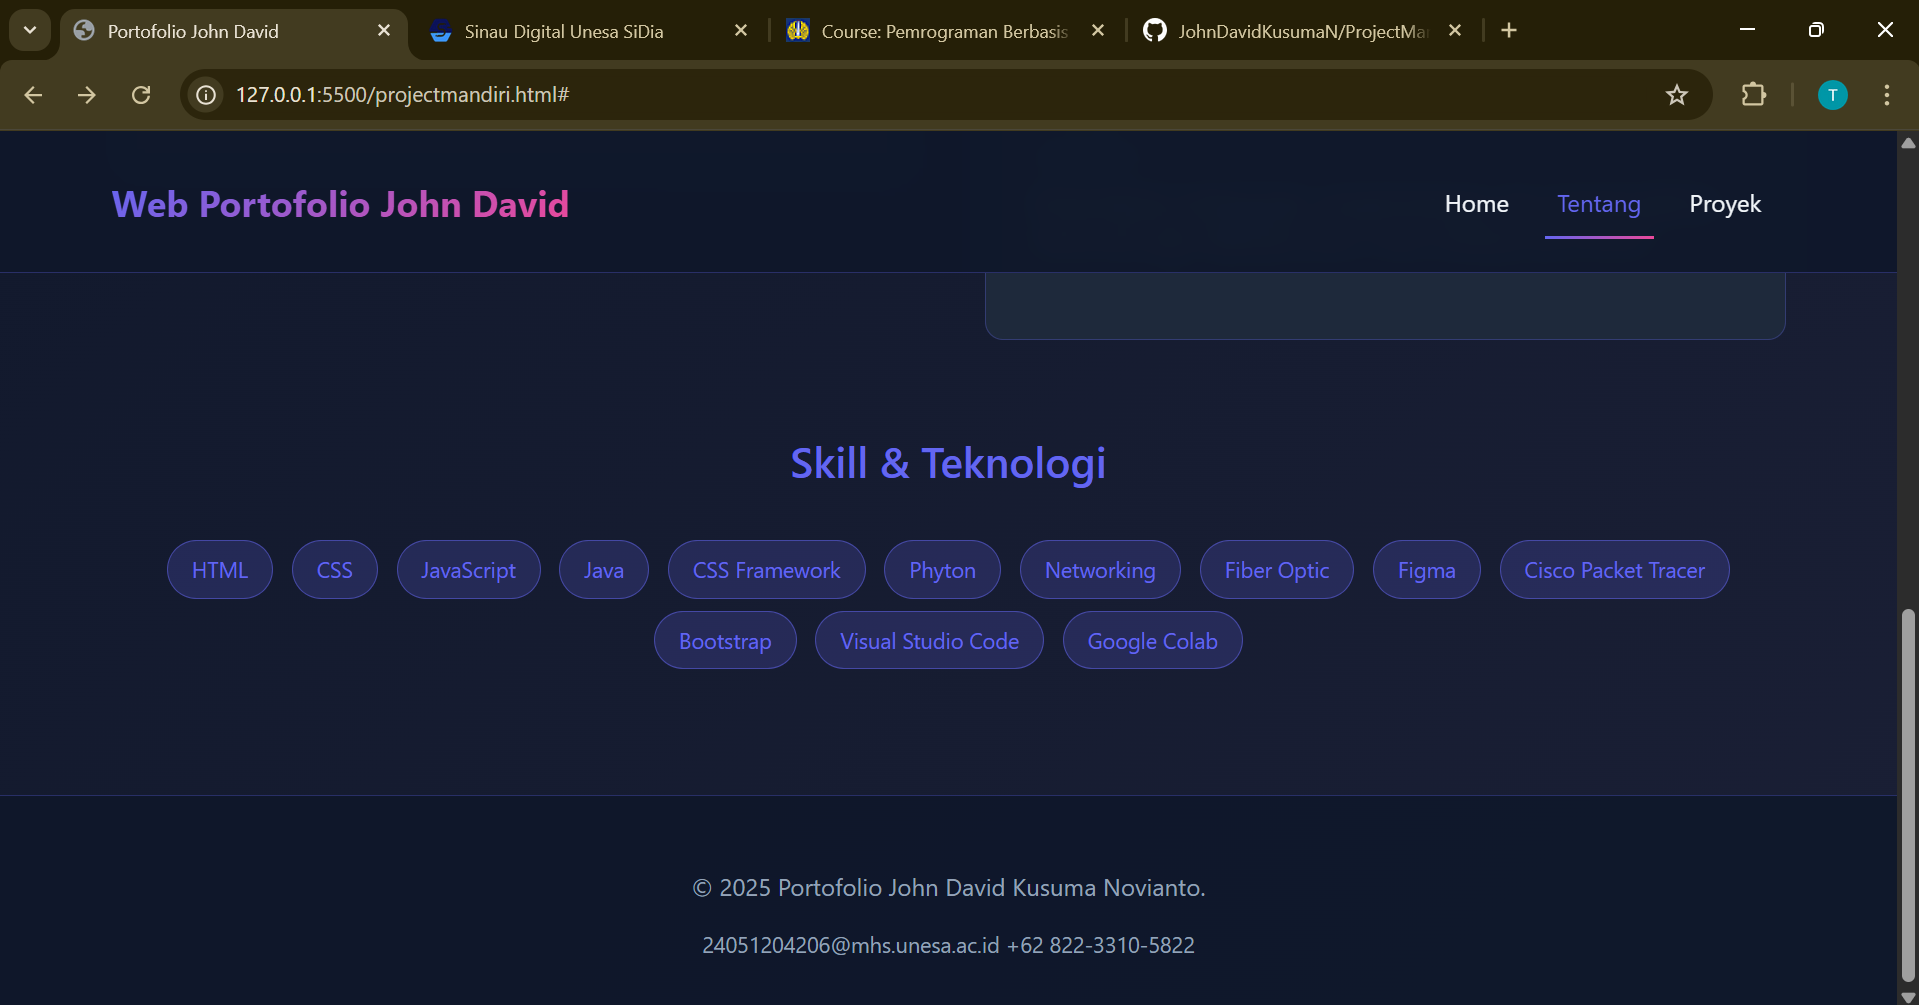 Portofolio John David
Sinau Digital Unesa SiDia
Course: Pemrograman Berbasis
JohnDavidKusumaN/ProjectMa
127.0.0.1:5500/projectmandiri.html#
T
Web Portofolio John David
Home Tentang Proyek
Skill & Teknologi
HTML CSS JavaScript Java CSS Framework Phyton Networking Fiber Optic Figma Cisco Packet Tracer
Bootstrap Visual Studio Code Google Colab
© 2025 Portofolio John David Kusuma Novianto.
24051204206@mhs.unesa.ac.id +62 822-3310-5822